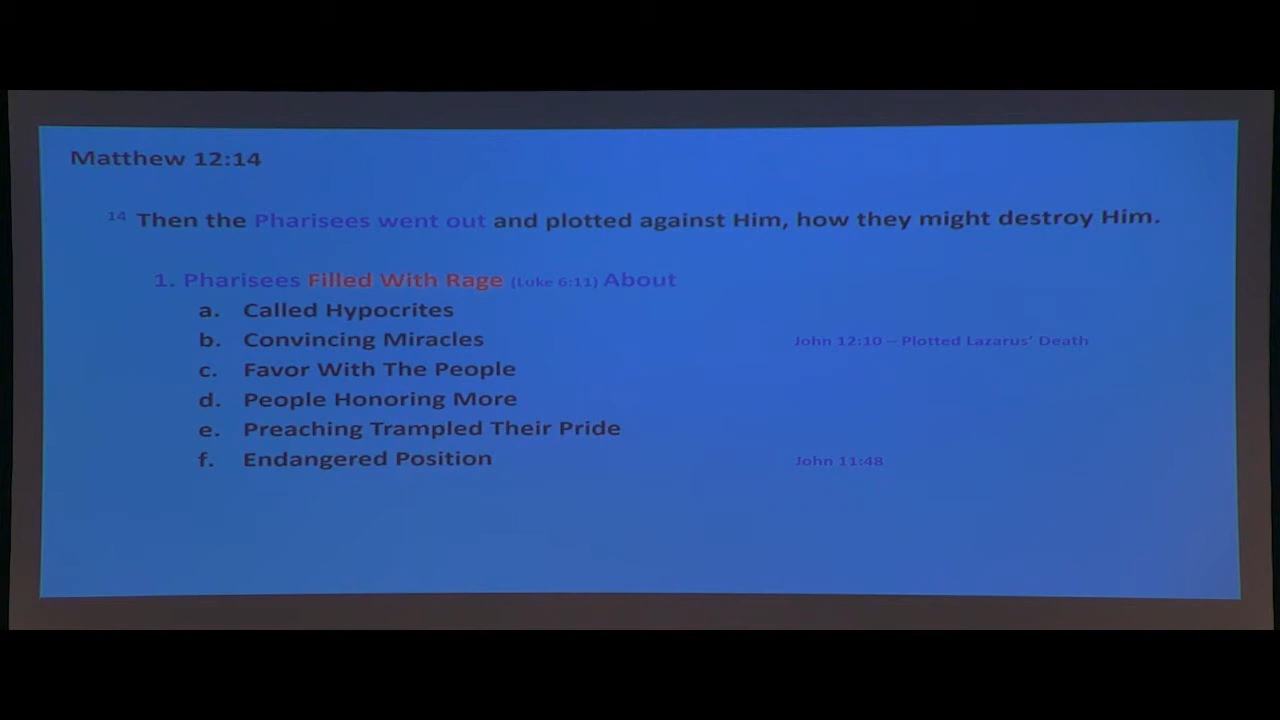 Matthew 12:14
14 Then the Pharisees went out and plotted against Him, how they might destroy Him.
1. Pharisees Filled With Rage (Luke 6:11) About
a. Called Hypocrites
b. Convincing Miracles John 12:10 – Plotted Lazarus' Death
c. Favor With The People
d. People Honoring More
e. Preaching Trampled Their Pride
f. Endangered Position John 11:48